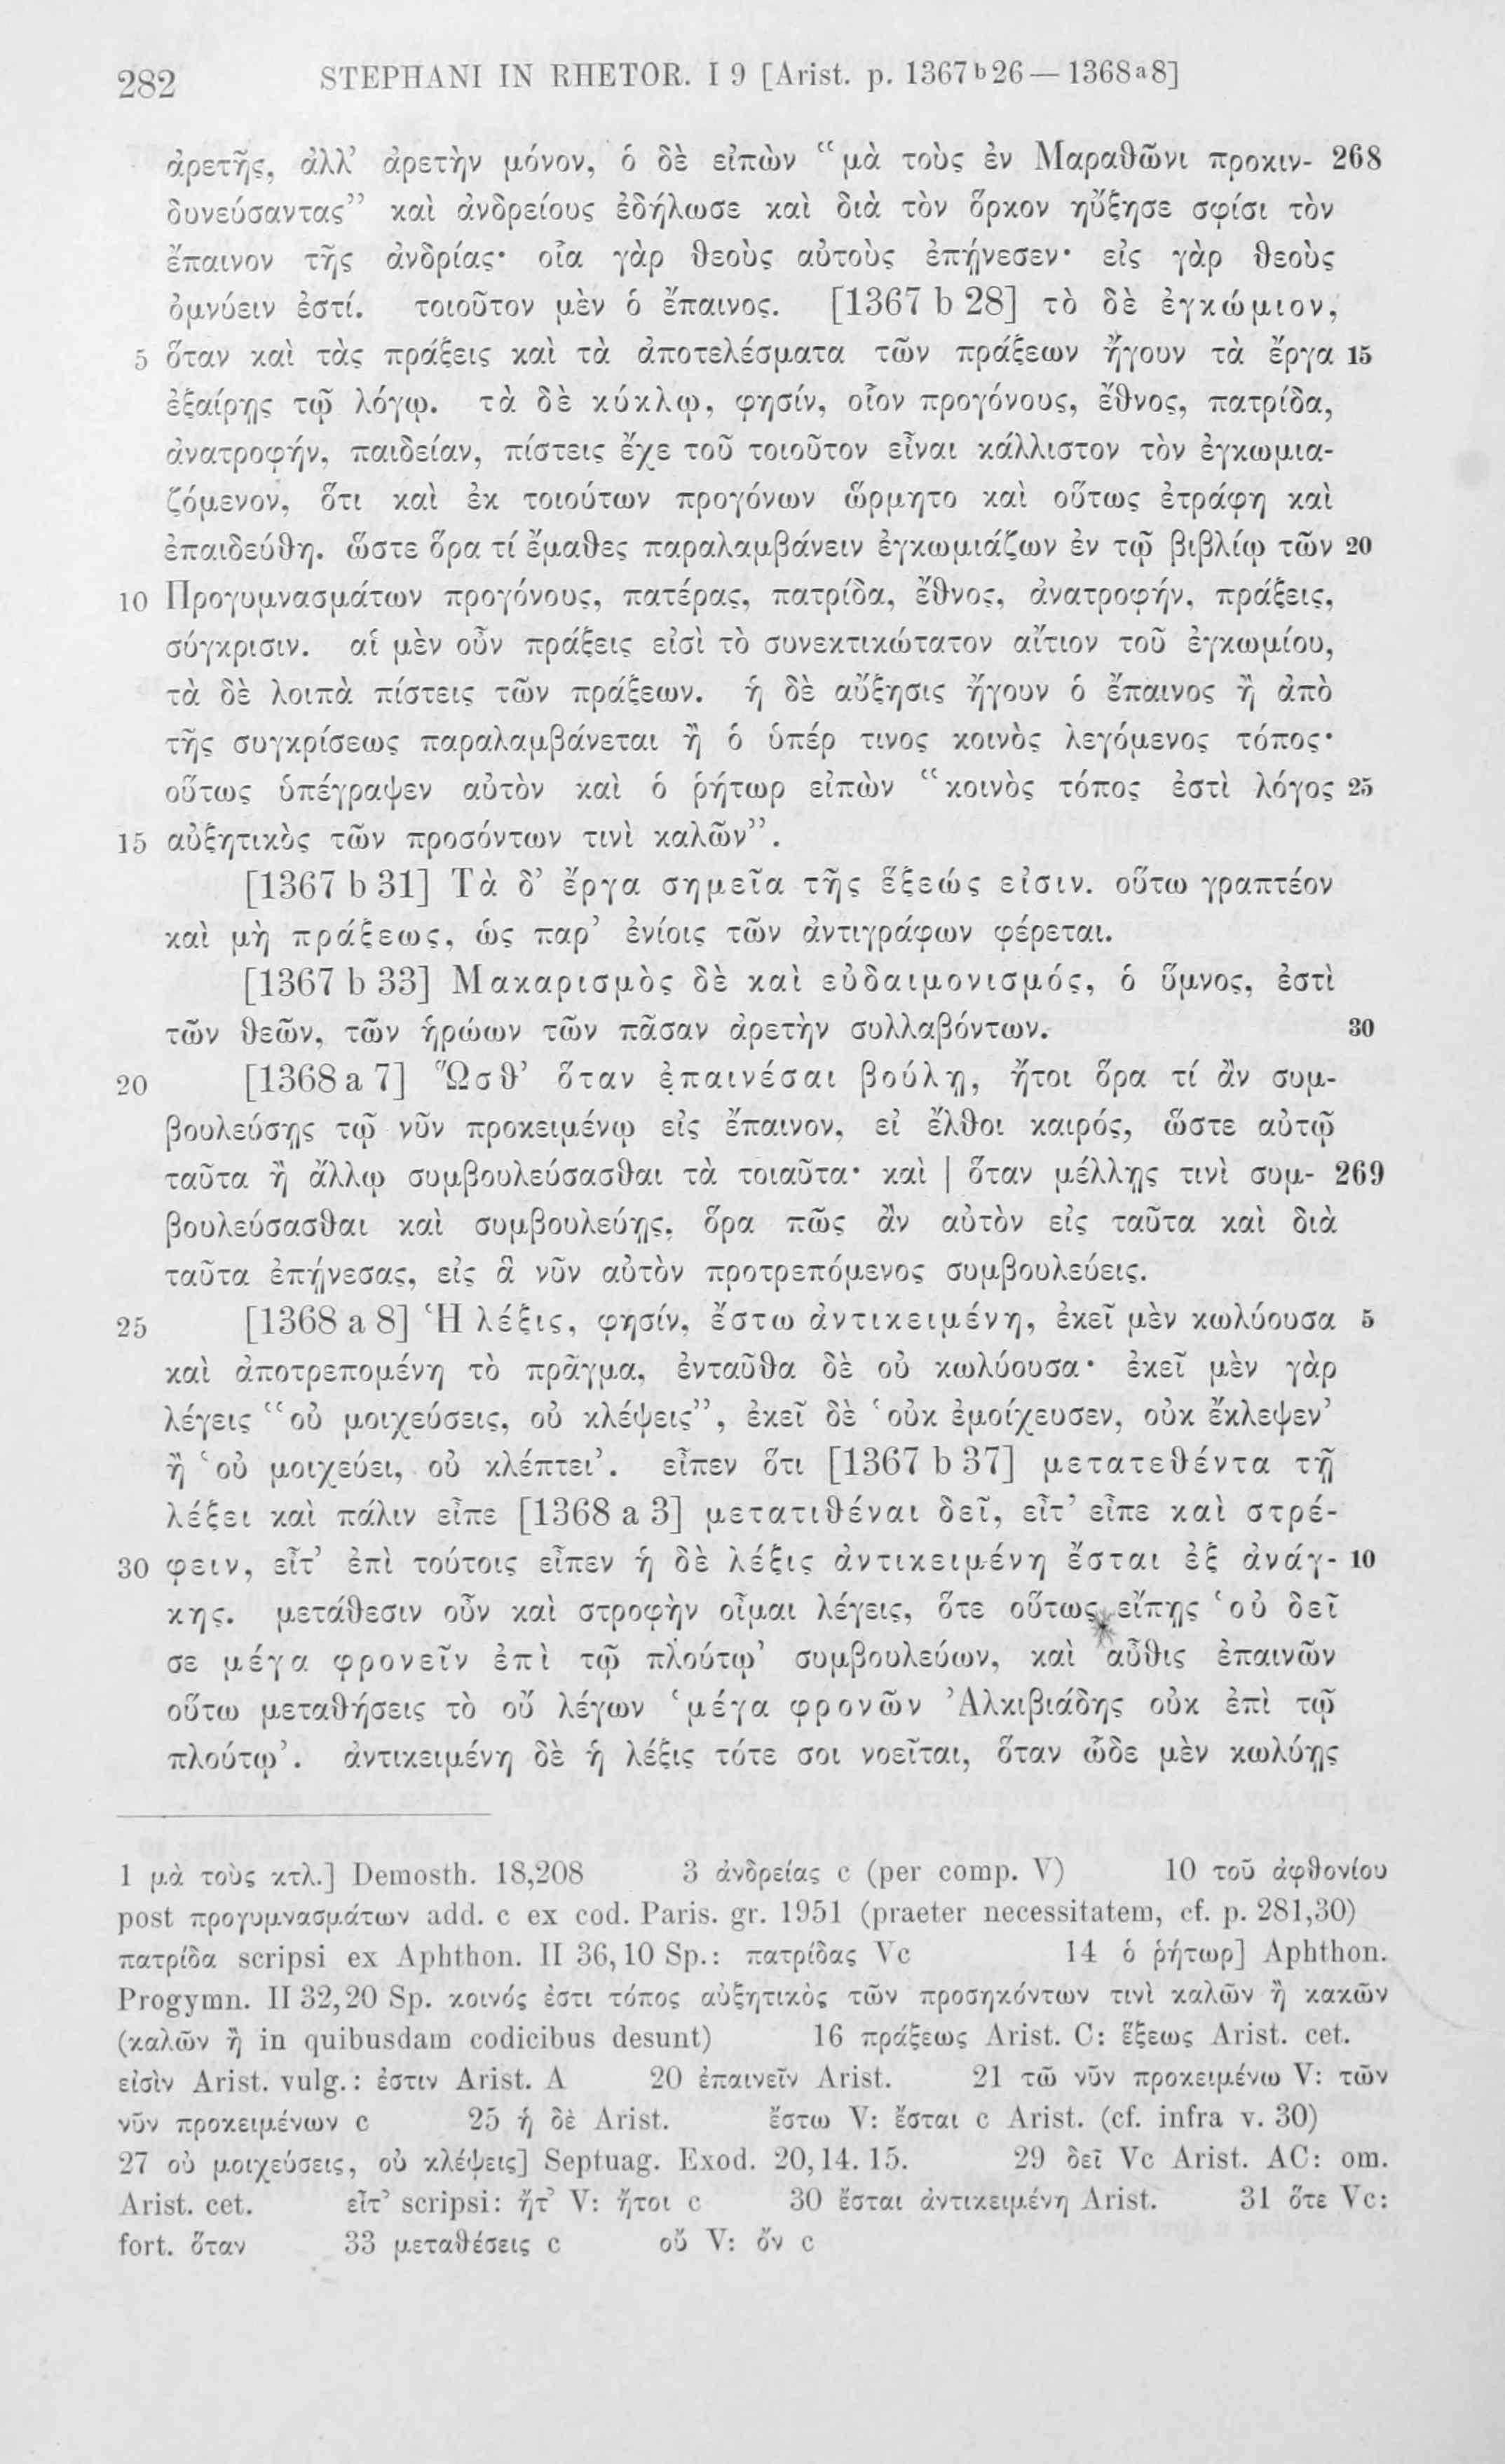 282 STEPHANI IN RHETOR. I 9 [Arist. p. 1367 b 26 — 1368 a 8]
ἀρετῆς, ἀλλ’ ἀρετὴν μόνον, ὁ δὲ εἰπὼν “μὰ τοὺς ἐν Μαραθῶνι προκιν- 268
δυνεύσαντας” καὶ ἀνδρείους ἐδήλωσε καὶ διὰ τὸν ὅρκον ηὔξησε σφίσι τὸν
ἔπαινον τῆς ἀνδρίας· οἷα γὰρ θεοὺς αὐτοὺς ἐπῄνεσεν· εἰς γὰρ θεοὺς
ὀμνύειν ἐστί. τοιοῦτον μὲν ὁ ἔπαινος. [1367 b 28] τὸ δὲ ἐγκώμιον,
5 ὅταν καὶ τὰς πράξεις καὶ τὰ ἀποτελέσματα τῶν πράξεων ἤγουν τὰ ἔργα 15
ἐξαίρῃς τῷ λόγῳ. τὰ δὲ κύκλῳ, φησίν, οἷον προγόνους, ἔθνος, πατρίδα,
ἀνατροφήν, παιδείαν, πίστεις ἔχε τοῦ τοιοῦτον εἶναι κάλλιστον τὸν ἐγκωμια-
ζόμενον, ὅτι καὶ ἐκ τοιούτων προγόνων ὥρμητο καὶ οὕτως ἐτράφη καὶ
ἐπαιδεύθη. ὥστε ὅρα τί ἔμαθες παραλαμβάνειν ἐγκωμιάζων ἐν τῷ βιβλίῳ τῶν 20
10 Προγυμνασμάτων προγόνους, πατέρας, πατρίδα, ἔθνος, ἀνατροφήν, πράξεις,
σύγκρισιν. αἱ μὲν οὖν πράξεις εἰσὶ τὸ συνεκτικώτατον αἴτιον τοῦ ἐγκωμίου,
τὰ δὲ λοιπὰ πίστεις τῶν πράξεων. ἡ δὲ αὔξησις ἤγουν ὁ ἔπαινος ἢ ἀπὸ
τῆς συγκρίσεως παραλαμβάνεται ἢ ὁ ὑπέρ τινος κοινὸς λεγόμενος τόπος·
οὕτως ὑπέγραψεν αὐτὸν καὶ ὁ ῥήτωρ εἰπὼν “κοινὸς τόπος ἐστὶ λόγος 25
15 αὐξητικὸς τῶν προσόντων τινὶ καλῶν”.
[1367 b 31] Τὰ δ’ ἔργα σημεῖα τῆς ἕξεώς εἰσιν. οὕτω γραπτέον
καὶ μὴ πράξεως, ὡς παρ’ ἐνίοις τῶν ἀντιγράφων φέρεται.
[1367 b 33] Μακαρισμὸς δὲ καὶ εὐδαιμονισμός, ὁ ὕμνος, ἐστὶ
τῶν θεῶν, τῶν ἡρώων τῶν πᾶσαν ἀρετὴν συλλαβόντων. 30
20 [1368 a 7] Ὥσθ’ ὅταν ἐπαινέσαι βούλῃ, ἤτοι ὅρα τί ἂν συμ-
βουλεύσῃς τῷ νῦν προκειμένῳ εἰς ἔπαινον, εἰ ἔλθοι καιρός, ὥστε αὐτῷ
ταῦτα ἢ ἄλλῳ συμβουλεύσασθαι τὰ τοιαῦτα· καὶ | ὅταν μέλλῃς τινὶ συμ- 269
βουλεύσασθαι καὶ συμβουλεύῃς, ὅρα πῶς ἂν αὐτὸν εἰς ταῦτα καὶ διὰ
ταῦτα ἐπῄνεσας, εἰς ἃ νῦν αὐτὸν προτρεπόμενος συμβουλεύεις.
25 [1368 a 8] Ἡ λέξις, φησίν, ἔστω ἀντικειμένη, ἐκεῖ μὲν κωλύουσα 5
καὶ ἀποτρεπομένη τὸ πρᾶγμα, ἐνταῦθα δὲ οὐ κωλύουσα· ἐκεῖ μὲν γὰρ
λέγεις “οὐ μοιχεύσεις, οὐ κλέψεις”, ἐκεῖ δὲ ‘οὐκ ἐμοίχευσεν, οὐκ ἔκλεψεν’
ἢ ‘οὐ μοιχεύει, οὐ κλέπτει’. εἶπεν ὅτι [1367 b 37] μετατεθέντα τῇ
λέξει καὶ πάλιν εἶπε [1368 a 3] μετατιθέναι δεῖ, εἶτ’ εἶπε καὶ στρέ-
30 φειν, εἶτ’ ἐπὶ τούτοις εἶπεν ἡ δὲ λέξις ἀντικειμένη ἔσται ἐξ ἀνάγ- 10
κης. μετάθεσιν οὖν καὶ στροφὴν οἶμαι λέγεις, ὅτε οὕτως εἴπῃς ‘οὐ δεῖ
σε μέγα φρονεῖν ἐπὶ τῷ πλούτῳ’ συμβουλεύων, καὶ αὖθις ἐπαινῶν
οὕτω μεταθήσεις τὸ οὔ λέγων ‘μέγα φρονῶν Ἀλκιβιάδης οὐκ ἐπὶ τῷ
πλούτῳ’. ἀντικειμένη δὲ ἡ λέξις τότε σοι νοεῖται, ὅταν ὧδε μὲν κωλύῃς
1 μὰ τοὺς κτλ.] Demosth. 18,208 3 ἀνδρείας c (per comp. V) 10 τοῦ ἀφθονίου
post προγυμνασμάτων add. c ex cod. Paris. gr. 1951 (praeter necessitatem, cf. p. 281,30)
πατρίδα scripsi ex Aphthon. II 36,10 Sp.: πατρίδας Vc 14 ὁ ῥήτωρ] Aphthon.
Progymn. II 32,20 Sp. κοινός ἐστι τόπος αὐξητικὸς τῶν προσηκόντων τινὶ καλῶν ἢ κακῶν
(καλῶν ἢ in quibusdam codicibus desunt) 16 πράξεως Arist. C: ἕξεως Arist. cet.
εἰσὶν Arist. vulg.: ἐστιν Arist. A 20 ἐπαινεῖν Arist. 21 τῶ νῦν προκειμένω V: τῶν
νῦν προκειμένων c 25 ἡ δὲ Arist. ἔστω V: ἔσται c Arist. (cf. infra v. 30)
27 οὐ μοιχεύσεις, οὐ κλέψεις] Septuag. Exod. 20,14. 15. 29 δεῖ Vc Arist. AC: om.
Arist. cet. εἶτ’ scripsi: ἤτ’ V: ἤτοι c 30 ἔσται ἀντικειμένη Arist. 31 ὅτε Vc:
fort. ὅταν 33 μεταθέσεις c οὔ V: ὄν c